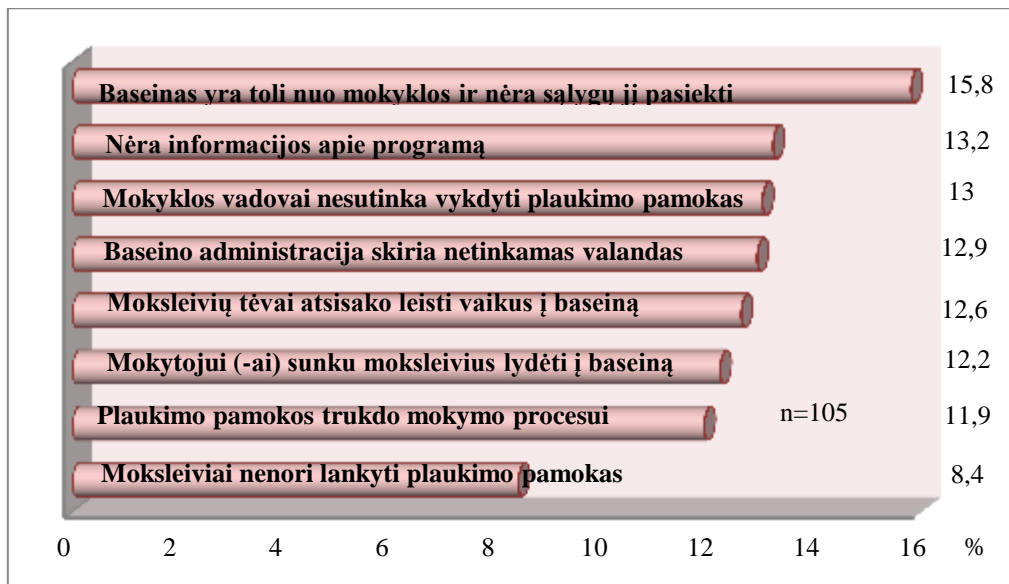 Baseinas yra toli nuo mokyklos ir nėra sąlygų jį pasiekti 15,8
Nėra informacijos apie programą 13,2
Mokyklos vadovai nesutinka vykdyti plaukimo pamokas 13
Baseino administracija skiria netinkamas valandas 12,9
Moksleivių tėvai atsisako leisti vaikus į baseiną 12,6
Mokytojui (-ai) sunku moksleivius lydėti į baseiną 12,2
Plaukimo pamokos trukdo mokymo procesui n=105 11,9
Moksleiviai nenori lankyti plaukimo pamokas 8,4
0 2 4 6 8 10 12 14 16 %